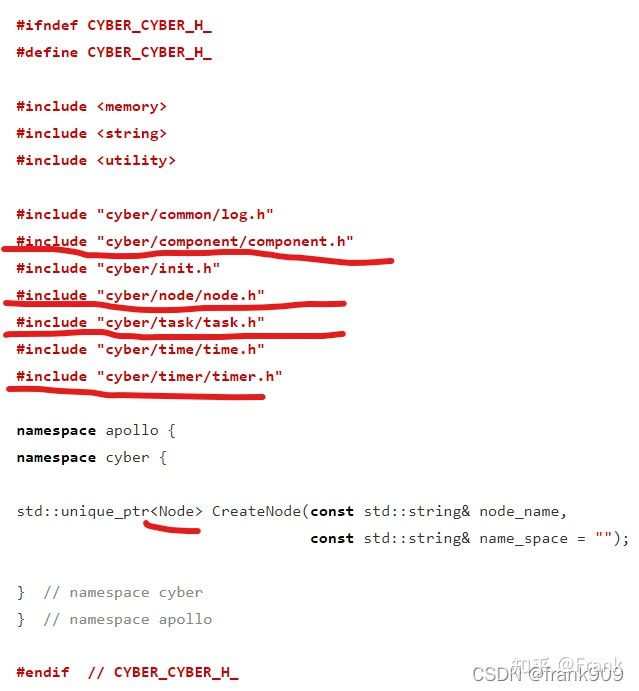 #ifndef CYBER_CYBER_H_
#define CYBER_CYBER_H_
#include <memory>
#include <string>
#include <utility>
#include "cyber/common/log.h"
#include "cyber/component/component.h"
#include "cyber/init.h"
#include "cyber/node/node.h"
#include "cyber/task/task.h"
#include "cyber/time/time.h"
#include "cyber/timer/timer.h"
namespace apollo {
namespace cyber {
std::unique_ptr<Node> CreateNode(const std::string& node_name,
const std::string& name_space = "");
} // namespace cyber
} // namespace apollo
#endif // CYBER_CYBER_H_
知乎 @Frank
CSDN @frank909